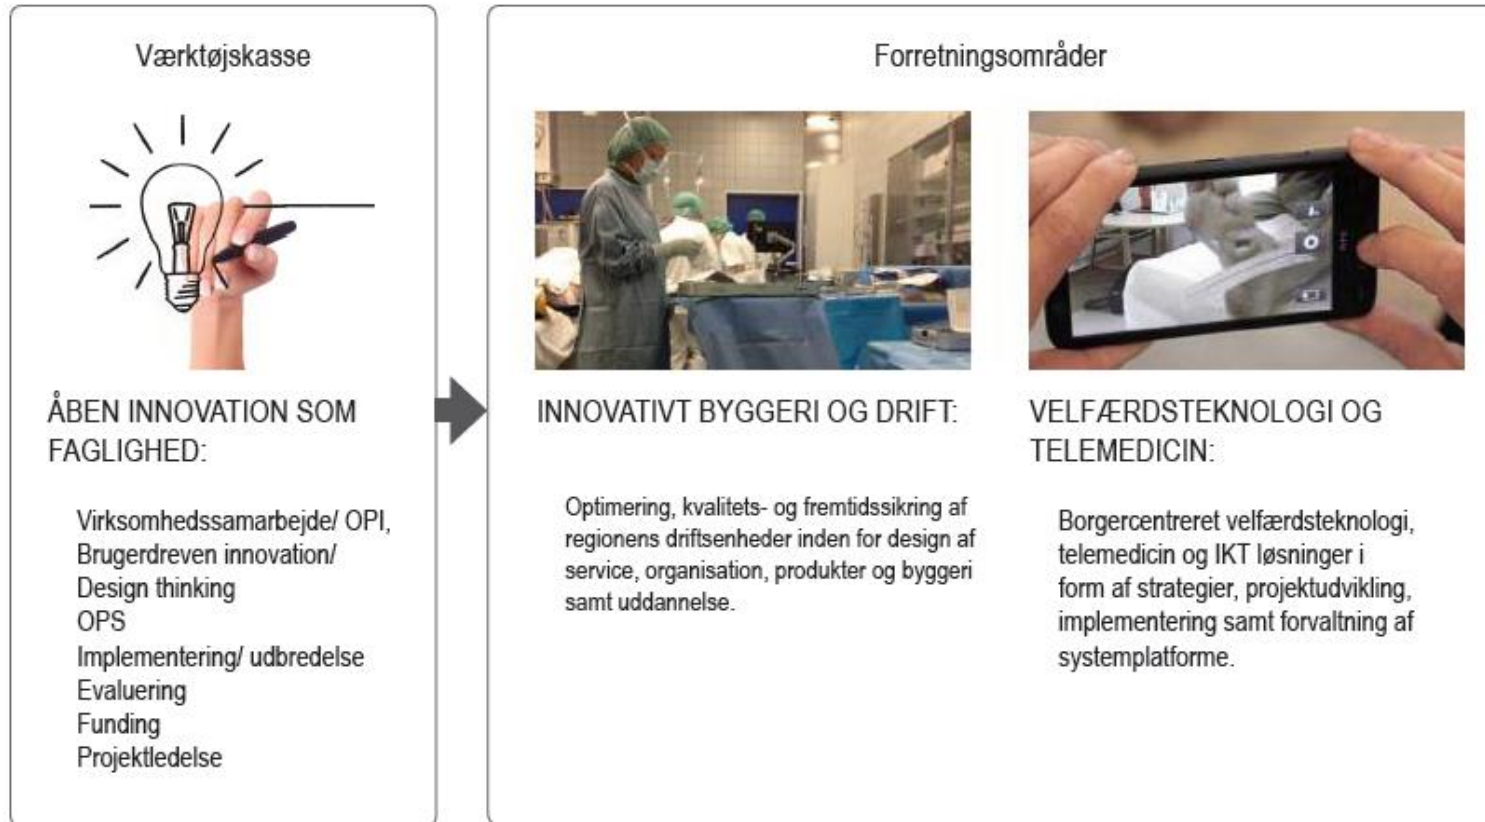 Værktøjskasse
ÅBEN INNOVATION SOM
FAGLIGHED:
Virksomhedssamarbejde/ OPI,
Brugerdreven innovation/
Design thinking
OPS
Implementering/ udbredelse
Evaluering
Funding
Projektledelse
Forretningsområder
INNOVATIVT BYGGERI OG DRIFT:
Optimering, kvalitets- og fremtidssikring af
regionens driftsenheder inden for design af
service, organisation, produkter og byggeri
samt uddannelse.
VELFÆRDSTEKNOLOGI OG
TELEMEDICIN:
Borgercentreret velfærdsteknologi,
telemedicin og IKT løsninger i
form af strategier, projektudvikling,
implementering samt forvaltning af
systemplatforme.